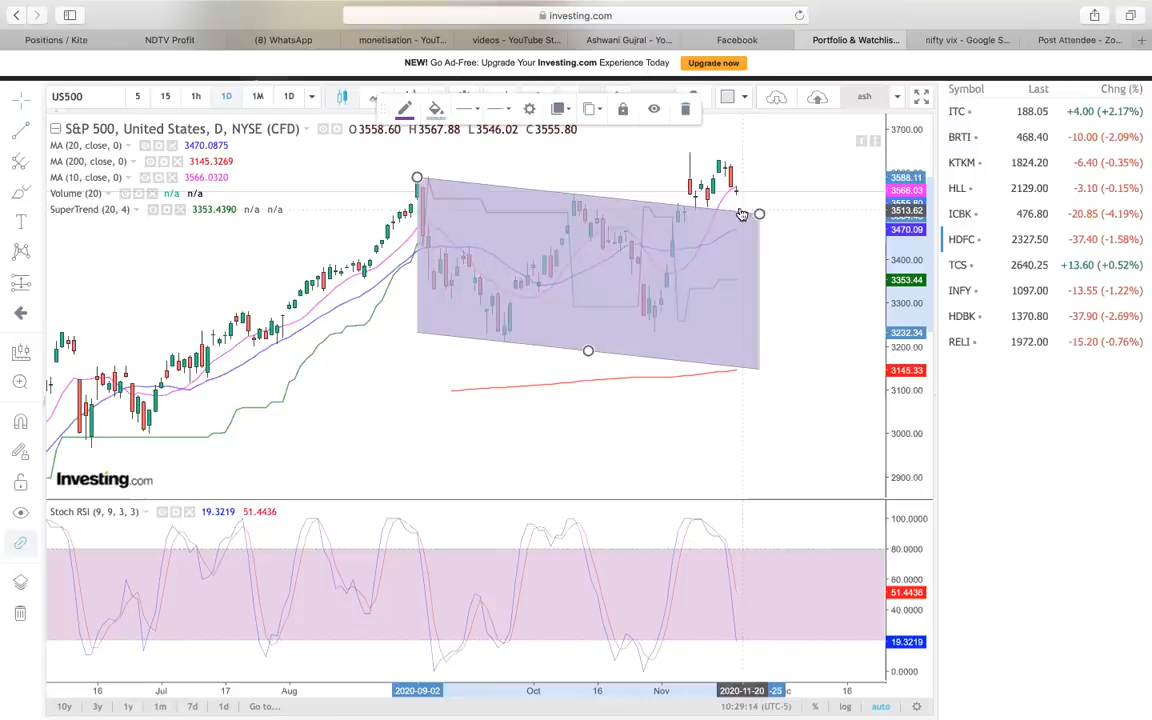 investing.com
Positions / Kite
NDTV Profit
(8) WhatsApp
monetisation - YouT...
videos - YouTube St...
Ashwani Gujral - Yo...
Facebook
Portfolio & Watchlis...
nifty vix - Google S...
Post Attendee - Zo...
NEW! Go Ad-Free: Upgrade Your Investing.com Experience Today
Upgrade now
US500
5
15
1h
1D
1M
1D
ash
S&P 500, United States, D, NYSE (CFD)
O3558.60 H3567.88 L3546.02 C3555.80
MA (20, close, 0) 3470.0875
MA (200, close, 0) 3145.3269
MA (10, close, 0) 3566.0320
Volume (20) n/a n/a
SuperTrend (20, 4) 3353.4390 n/a n/a
3700.00
3588.11
3566.03
3513.62
3470.09
3400.00
3353.44
3300.00
3232.34
3200.00
3145.33
3100.00
3000.00
2900.00
Investing.com
Stoch RSI (9, 9, 3, 3) 19.3219 51.4436
100.0000
80.0000
60.0000
51.4436
40.0000
19.3219
0.0000
16
Jul
17
Aug
2020-09-02
Oct
16
Nov
2020-11-20
-25
c
16
10y
3y
1y
1m
7d
1d
Go to...
10:29:14 (UTC-5)
%
log
auto
Symbol Last Chng (%)
ITC 188.05 +4.00 (+2.17%)
BRTI 468.40 -10.00 (-2.09%)
KTKM 1824.20 -6.40 (-0.35%)
HLL 2129.00 -3.10 (-0.15%)
ICBK 476.80 -20.85 (-4.19%)
HDFC 2327.50 -37.40 (-1.58%)
TCS 2640.25 +13.60 (+0.52%)
INFY 1097.00 -13.55 (-1.22%)
HDBK 1370.80 -37.90 (-2.69%)
RELI 1972.00 -15.20 (-0.76%)